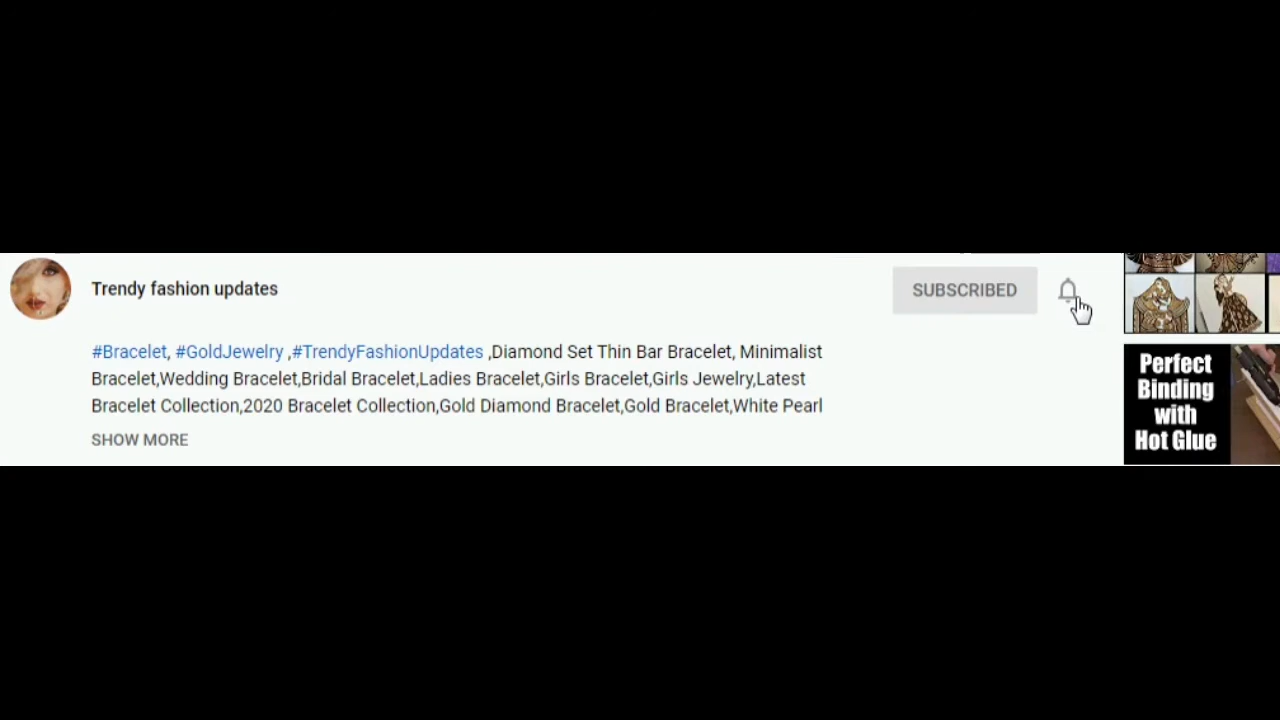 Trendy fashion updates
SUBSCRIBED
#Bracelet, #GoldJewelry ,#TrendyFashionUpdates ,Diamond Set Thin Bar Bracelet, Minimalist
Bracelet,Wedding Bracelet,Bridal Bracelet,Ladies Bracelet,Girls Bracelet,Girls Jewelry,Latest
Bracelet Collection,2020 Bracelet Collection,Gold Diamond Bracelet,Gold Bracelet,White Pearl
SHOW MORE
Perfect
Binding
with
Hot Glue